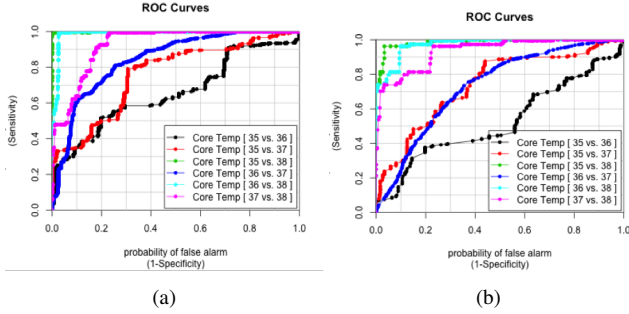 ROC Curves
1.0
0.8
0.6
0.4
0.2
0.0
(Sensitivity)
Core Temp [ 35 vs. 36 ]
Core Temp [ 35 vs. 37 ]
Core Temp [ 35 vs. 38 ]
Core Temp [ 36 vs. 37 ]
Core Temp [ 36 vs. 38 ]
Core Temp [ 37 vs. 38 ]
0.0 0.2 0.4 0.6 0.8 1.0
probability of false alarm
(1-Specificity)
(a)
ROC Curves
1.0
0.8
0.6
0.4
0.2
0.0
(Sensitivity)
Core Temp [ 35 vs. 36 ]
Core Temp [ 35 vs. 37 ]
Core Temp [ 35 vs. 38 ]
Core Temp [ 36 vs. 37 ]
Core Temp [ 36 vs. 38 ]
Core Temp [ 37 vs. 38 ]
0.0 0.2 0.4 0.6 0.8 1.0
probability of false alarm
(1-Specificity)
(b)